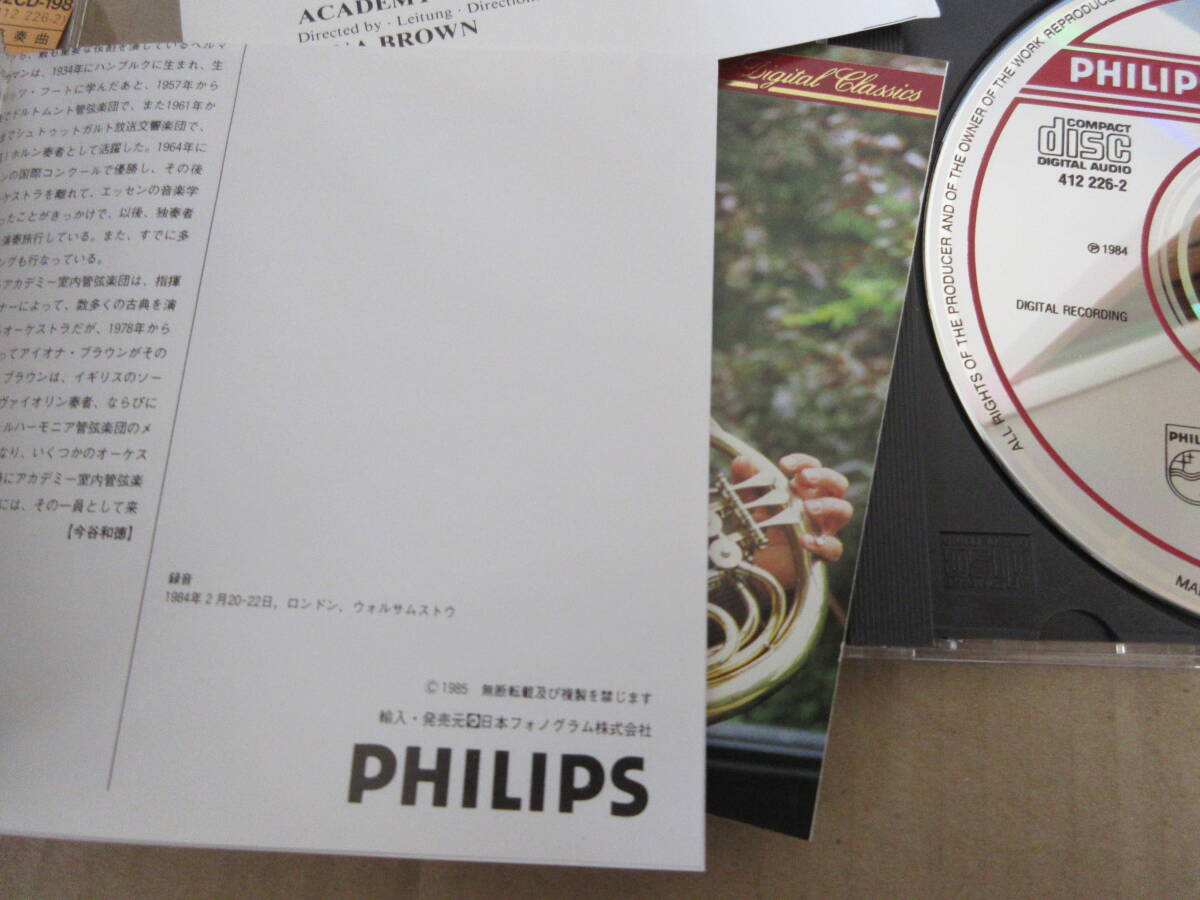 2CD-198
412 226-2)
奏曲
ACADEMY
Directed by · Leitung · Direction
BROWN
マンは、1934年にハンブルクに生まれ、生
ッツ・フートに学んだあと、1957年から
でドルトムント管弦楽団で、また1961年か
までシュトゥットガルト放送交響楽団で、
ホルン奏者として活躍した。1964年に
ンの国際コンクールで優勝し、その後
ケストラを離れて、エッセンの音楽学
ったことがきっかけで、以後、独奏者
演奏旅行している。また、すでに多
ングも行なっている。
アカデミー室内管弦楽団は、指揮
ナーによって、数多くの古典を演
オーケストラだが、1978年から
ってアイオナ・ブラウンがその
ブラウンは、イギリスのソー
ヴァイオリン奏者、ならびに
ルハーモニア管弦楽団のメ
なり、いくつかのオーケス
にアカデミー室内管弦楽
には、その一員として来
【今谷和徳】
録音
1984年2月20-22日，ロンドン、ウォルサムストウ
©1985 無断転載及び複製を禁じます
輸入・発売元 日本フォノグラム株式会社
PHILIPS
Digital Classics
ALL RIGHTS OF THE PRODUCER AND OF THE OWNER OF THE WORK REPRODUCED
PHILIP
COMPACT
disc
DIGITAL AUDIO
412 226-2
℗ 1984
DIGITAL RECORDING
PHIL
MA